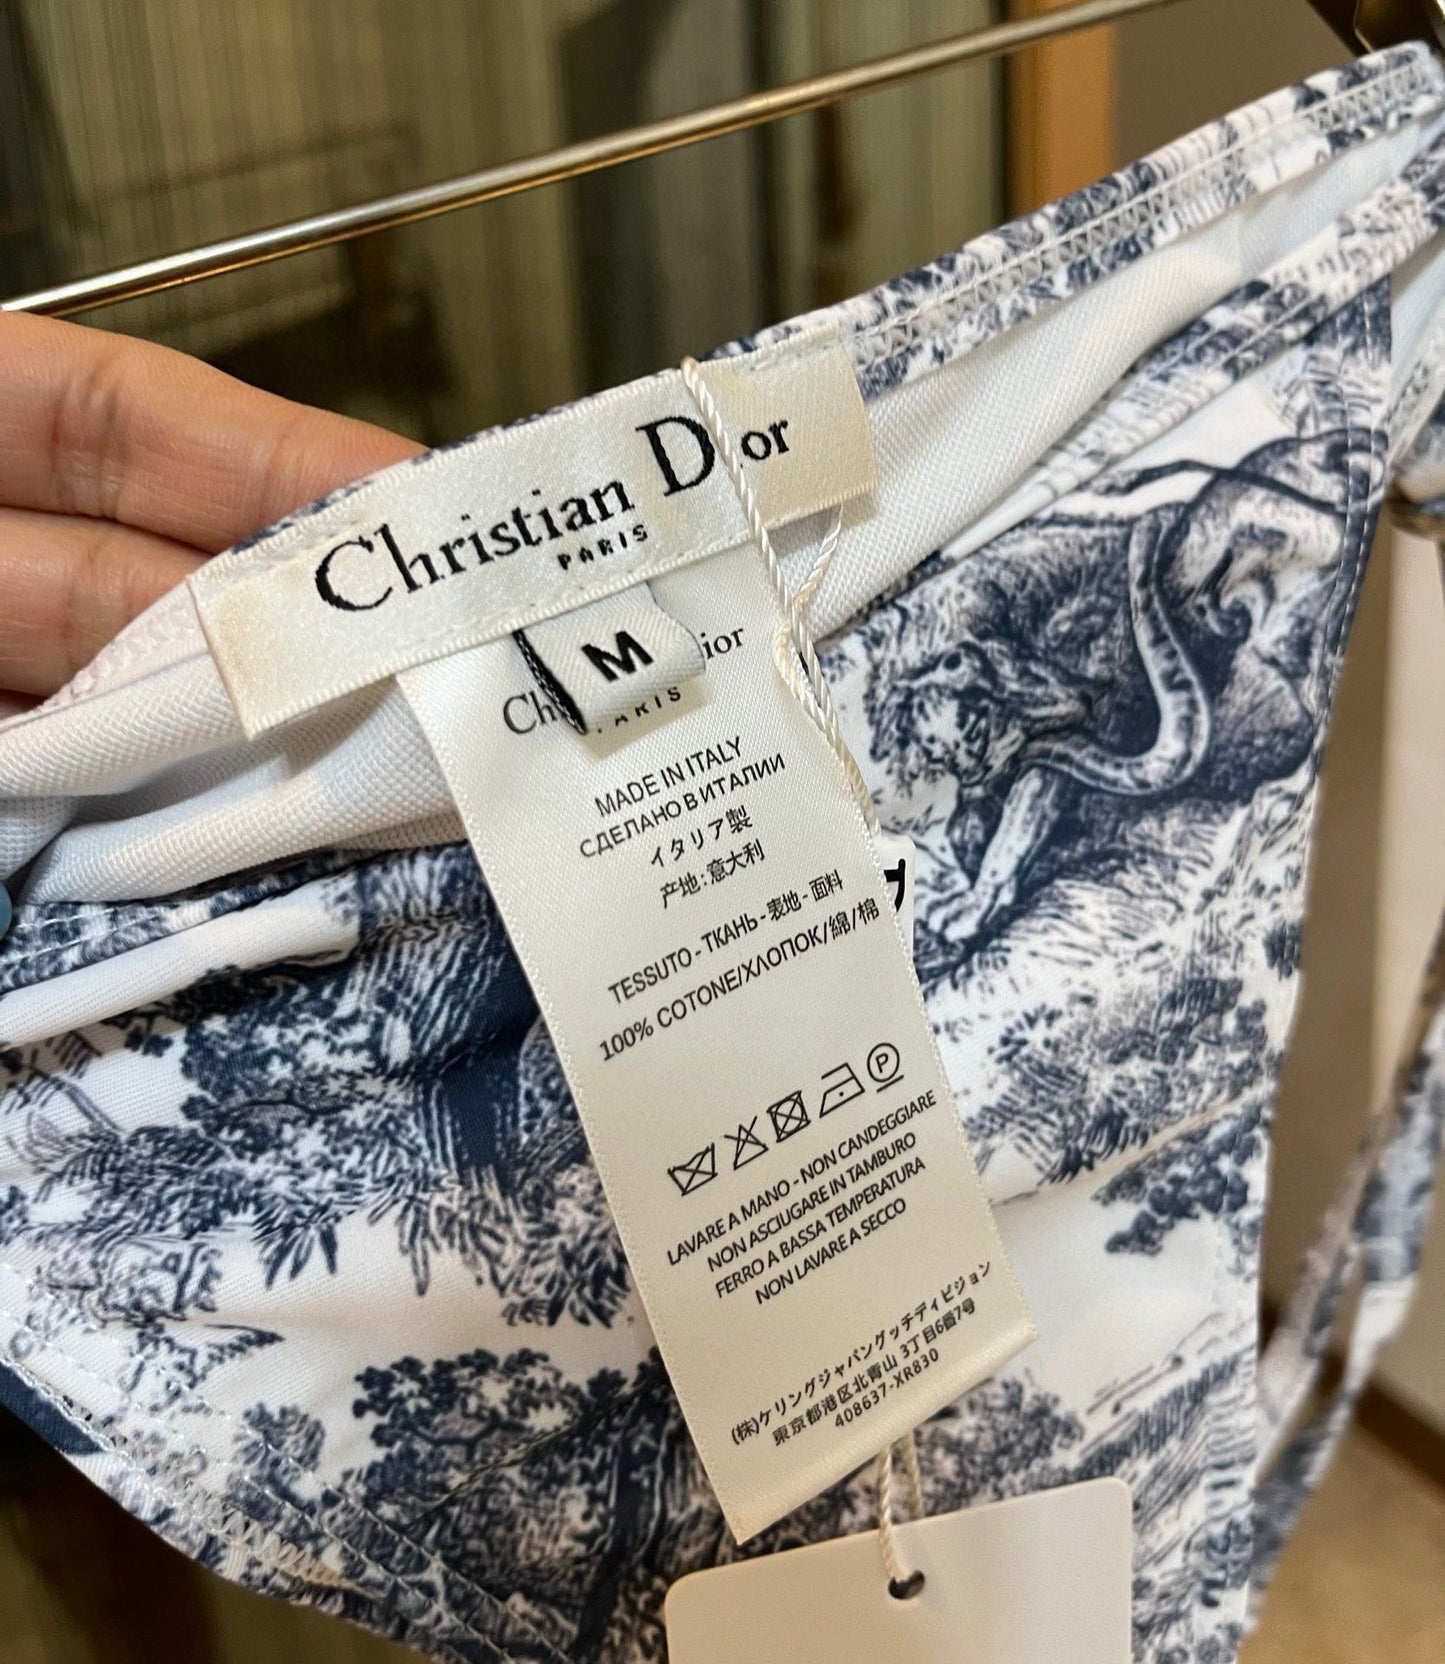 Christian Dior
PARIS
M
Ch ior
ARIS
MADE IN ITALY
СДЕЛАНО В ИТАЛИИ
イタリア製
产地:意大利
TESSUTO - ТКАНЬ - 表地 - 面料
100% COTONE/ХЛОПОК/綿/棉
P
LAVARE A MANO - NON CANDEGGIARE
NON ASCIUGARE IN TAMBURO
FERRO A BASSA TEMPERATURA
NON LAVARE A SECCO
(株)ケリングジャパングッチディビジョン
東京都港区北青山 3丁目6番7号
408637-XR830